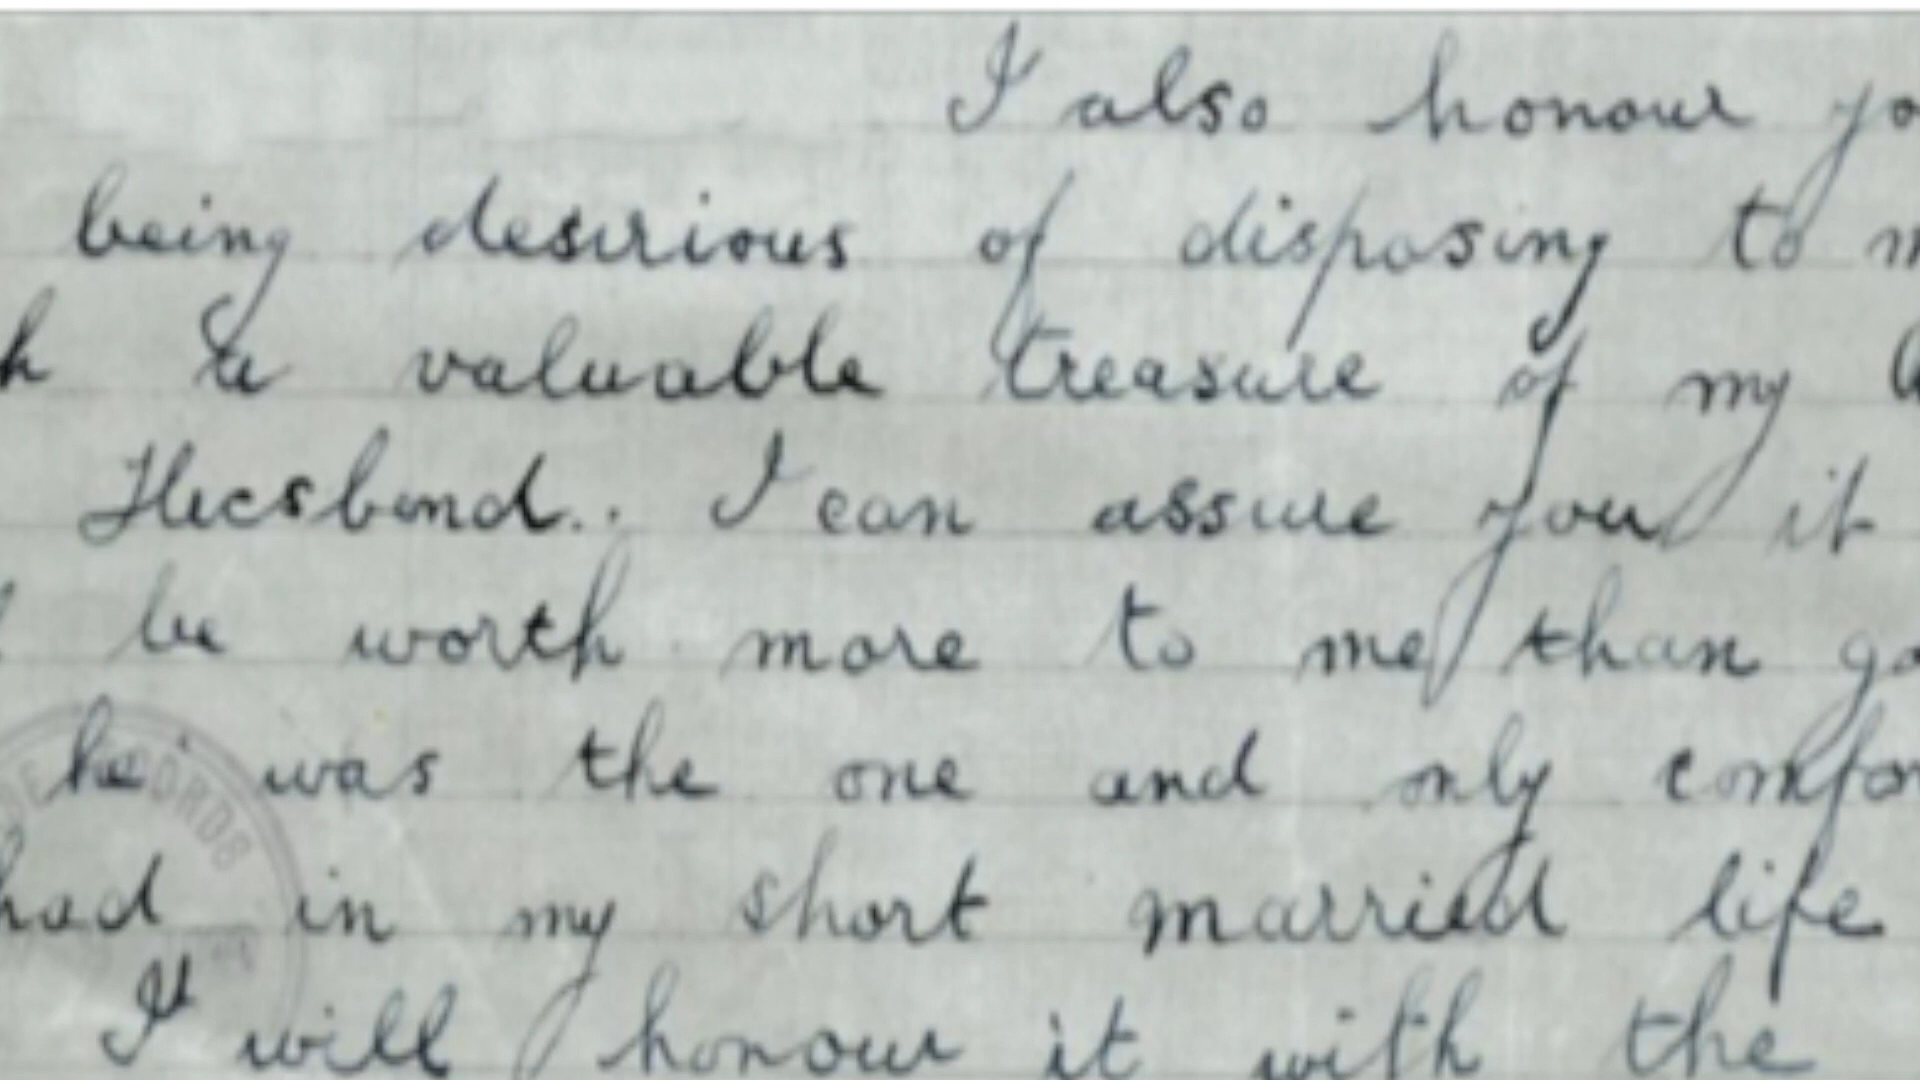 I also honour yo
being desirious of disposing to m
h a valuable treasure of my
Husband.. I can assure you it
be worth more to me than go
he was the one and only comfor
had in my short married life
I will honour it with the
RECORDS